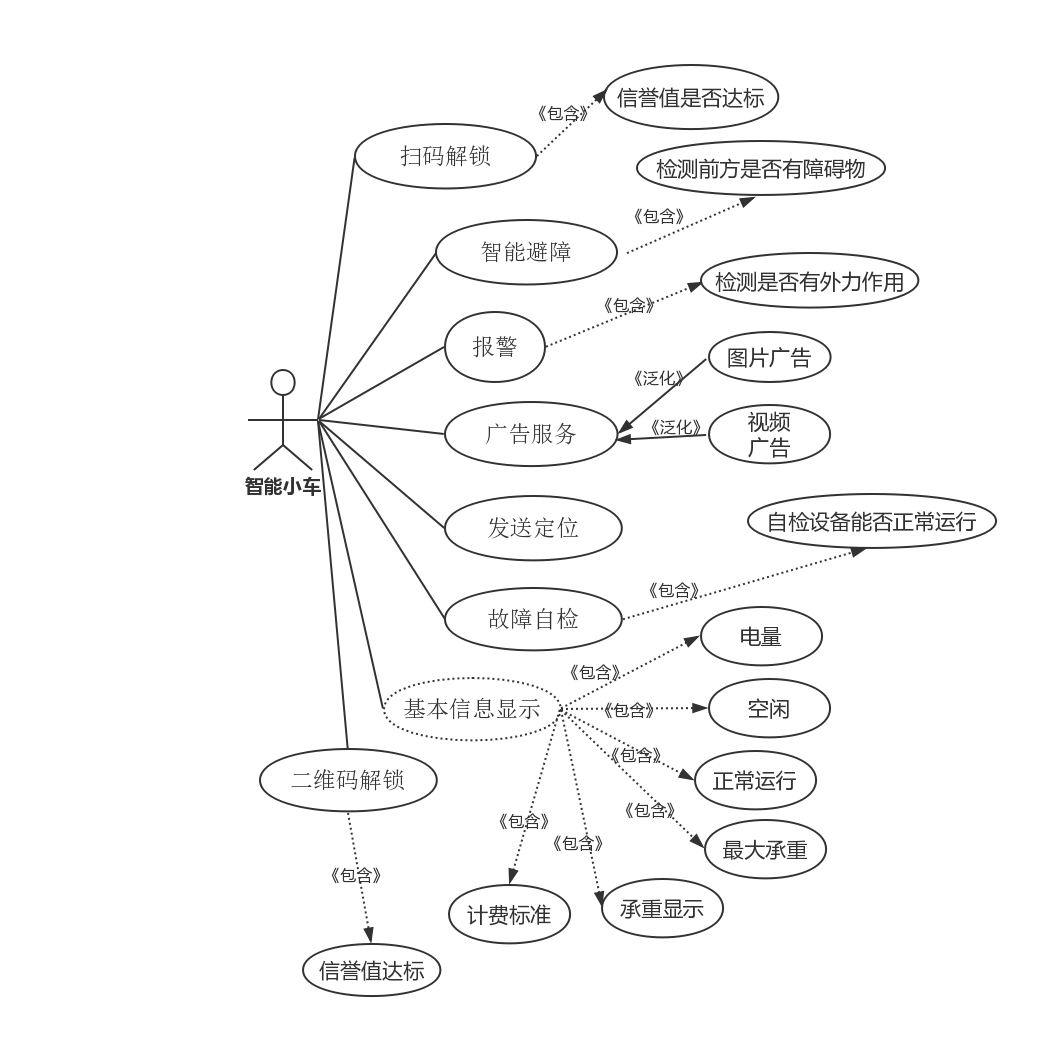 信誉值是否达标
《包含》
扫码解锁
检测前方是否有障碍物
《包含》
智能避障
检测是否有外力作用
《包含》
报警
图片广告
《泛化》
视频
广告
《泛化》
广告服务
智能小车
发送定位
自检设备能否正常运行
《包含》
故障自检
电量
《包含》
基本信息显示
《包含》
空闲
《包含》
正常运行
二维码解锁
《包含》
最大承重
《包含》
《包含》
《包含》
计费标准
承重显示
信誉值达标